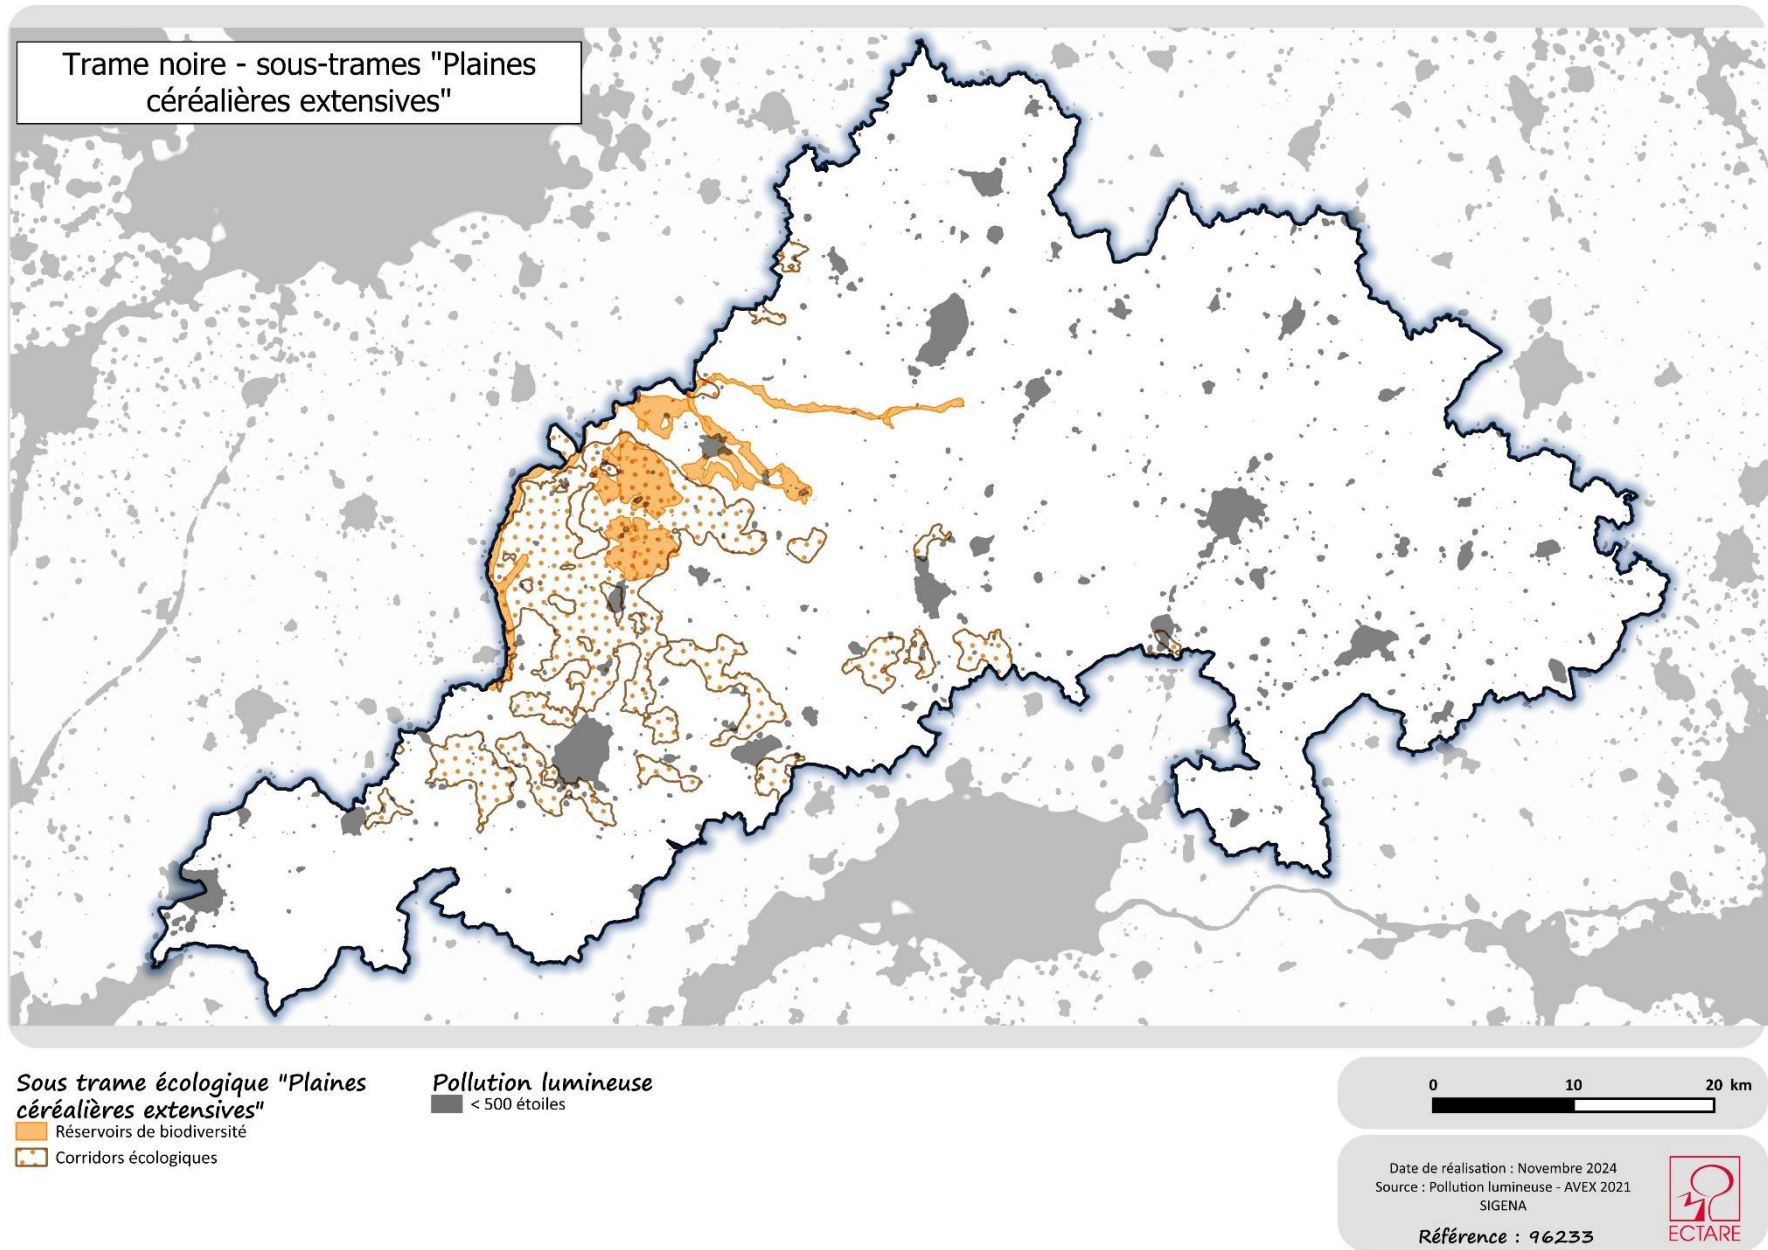 Trame noire - sous-trames "Plaines
céréalières extensives"
Sous trame écologique "Plaines
céréalières extensives"
Réservoirs de biodiversité
Corridors écologiques
Pollution lumineuse
< 500 étoiles
0 10 20 km
Date de réalisation : Novembre 2024
Source : Pollution lumineuse - AVEX 2021
SIGENA
Référence : 96233
ECTARE